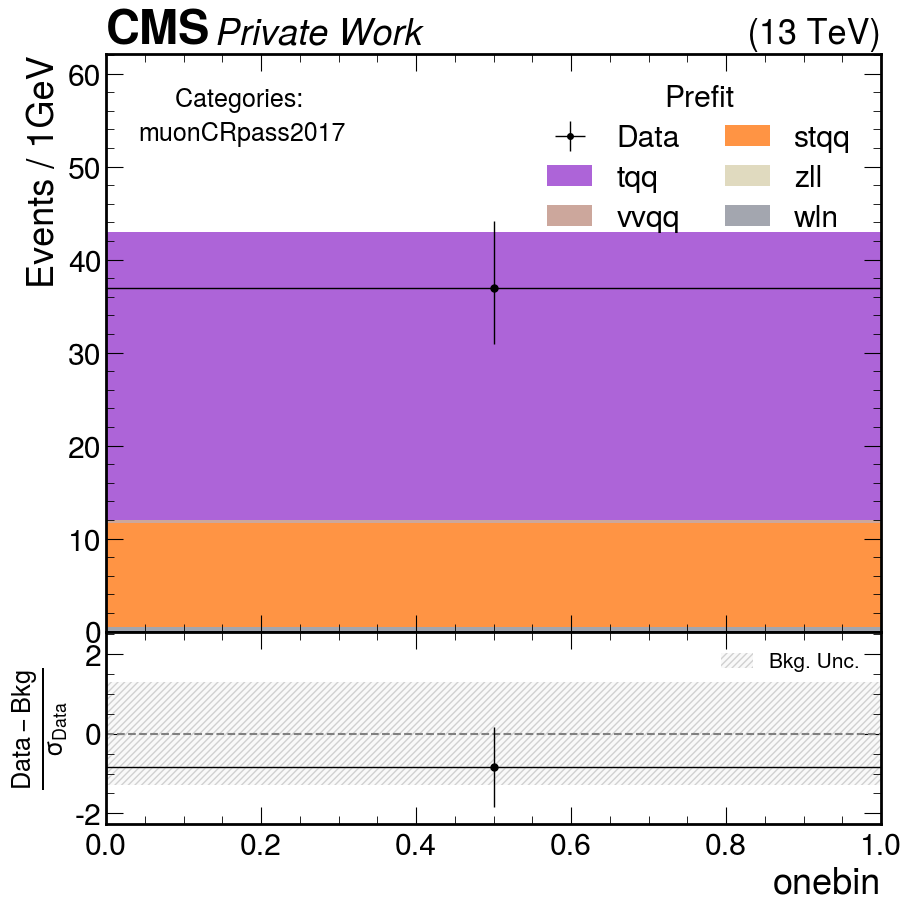 CMS Private Work (13 TeV)
Events / 1GeV
Categories:
muonCRpass2017
Prefit
Data
tqq
vvqq
stqq
zll
wln
60
50
40
30
20
10
0
Data – Bkg
σData
2
0
-2
Bkg. Unc.
0.0 0.2 0.4 0.6 0.8 1.0
onebin